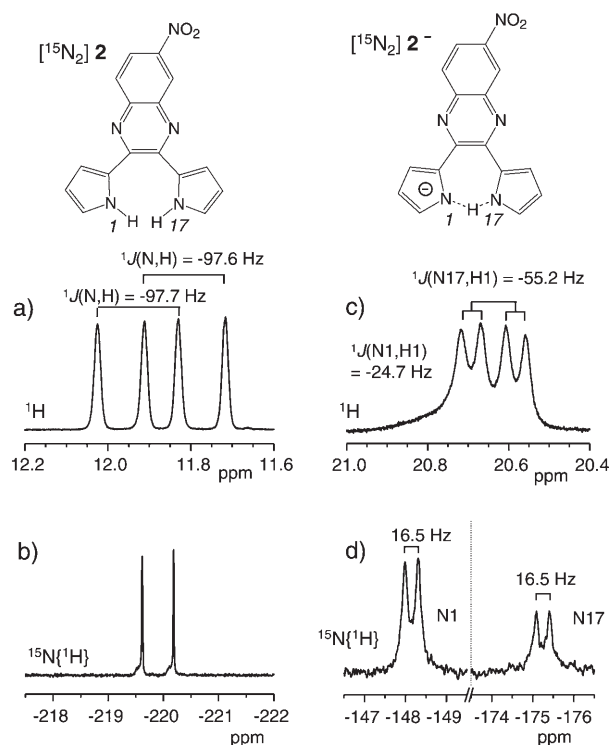 [¹⁵N₂] 2
NO₂
N N
N H H N
1 17
[¹⁵N₂] 2⁻
NO₂
N N
⊖ N H N
1 17
a)
¹J(N,H) = -97.6 Hz
¹J(N,H) = -97.7 Hz
¹H
12.2 12.0 11.8 11.6
ppm
c)
¹J(N17,H1) = -55.2 Hz
¹J(N1,H1)
= -24.7 Hz
¹H
21.0 20.8 20.6 20.4
ppm
b)
¹⁵N{¹H}
-218 -219 -220 -221 -222
ppm
d)
16.5 Hz
N1
16.5 Hz
N17
¹⁵N{¹H}
-147 -148 -149 -174 -175 -176
ppm